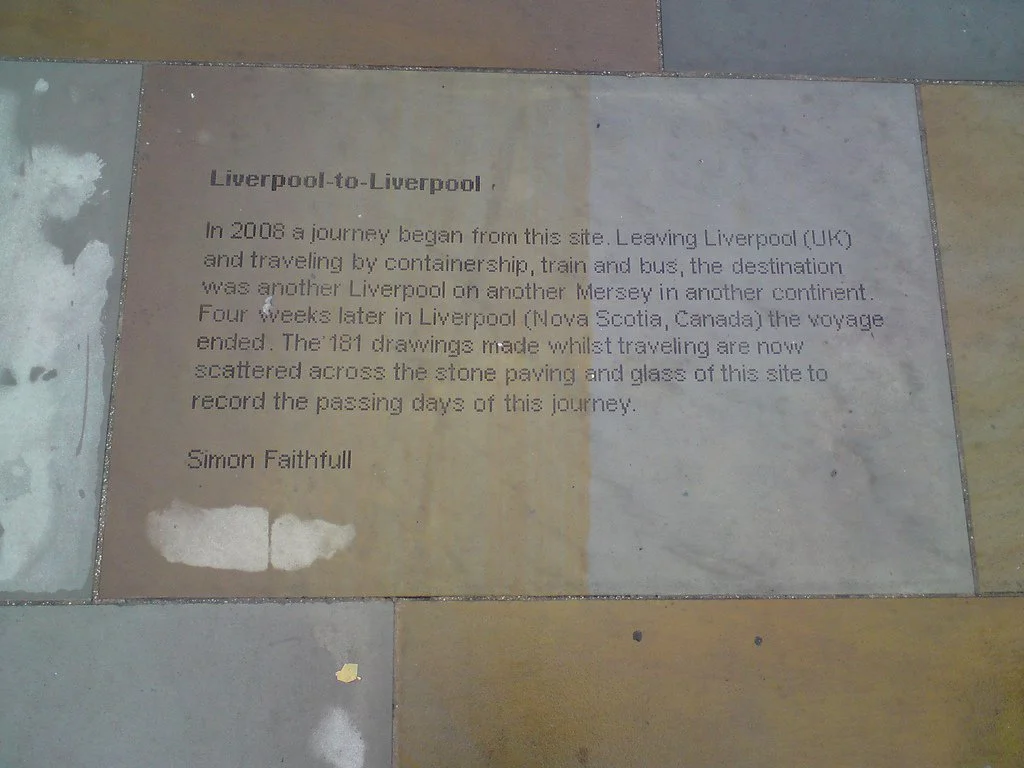 Liverpool-to-Liverpool
In 2008 a journey began from this site. Leaving Liverpool (UK)
and traveling by containership, train and bus, the destination
was another Liverpool on another Mersey in another continent.
Four weeks later in Liverpool (Nova Scotia, Canada) the voyage
ended. The 181 drawings made whilst traveling are now
scattered across the stone paving and glass of this site to
record the passing days of this journey.
Simon Faithfull